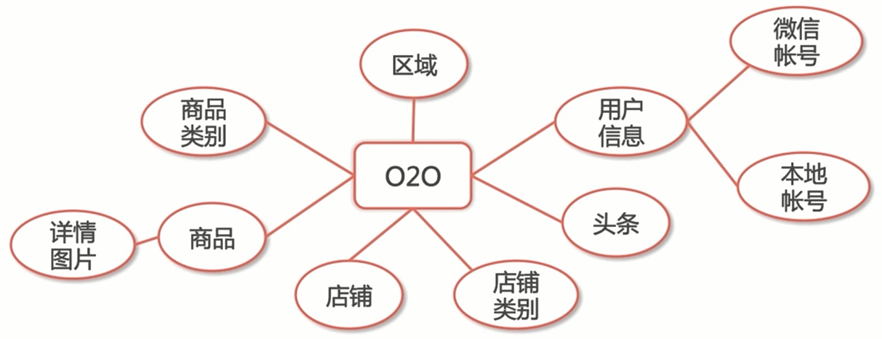 微信
帐号
区域
商品
类别
用户
信息
O2O
本地
帐号
详情
图片
商品
头条
店铺
店铺
类别